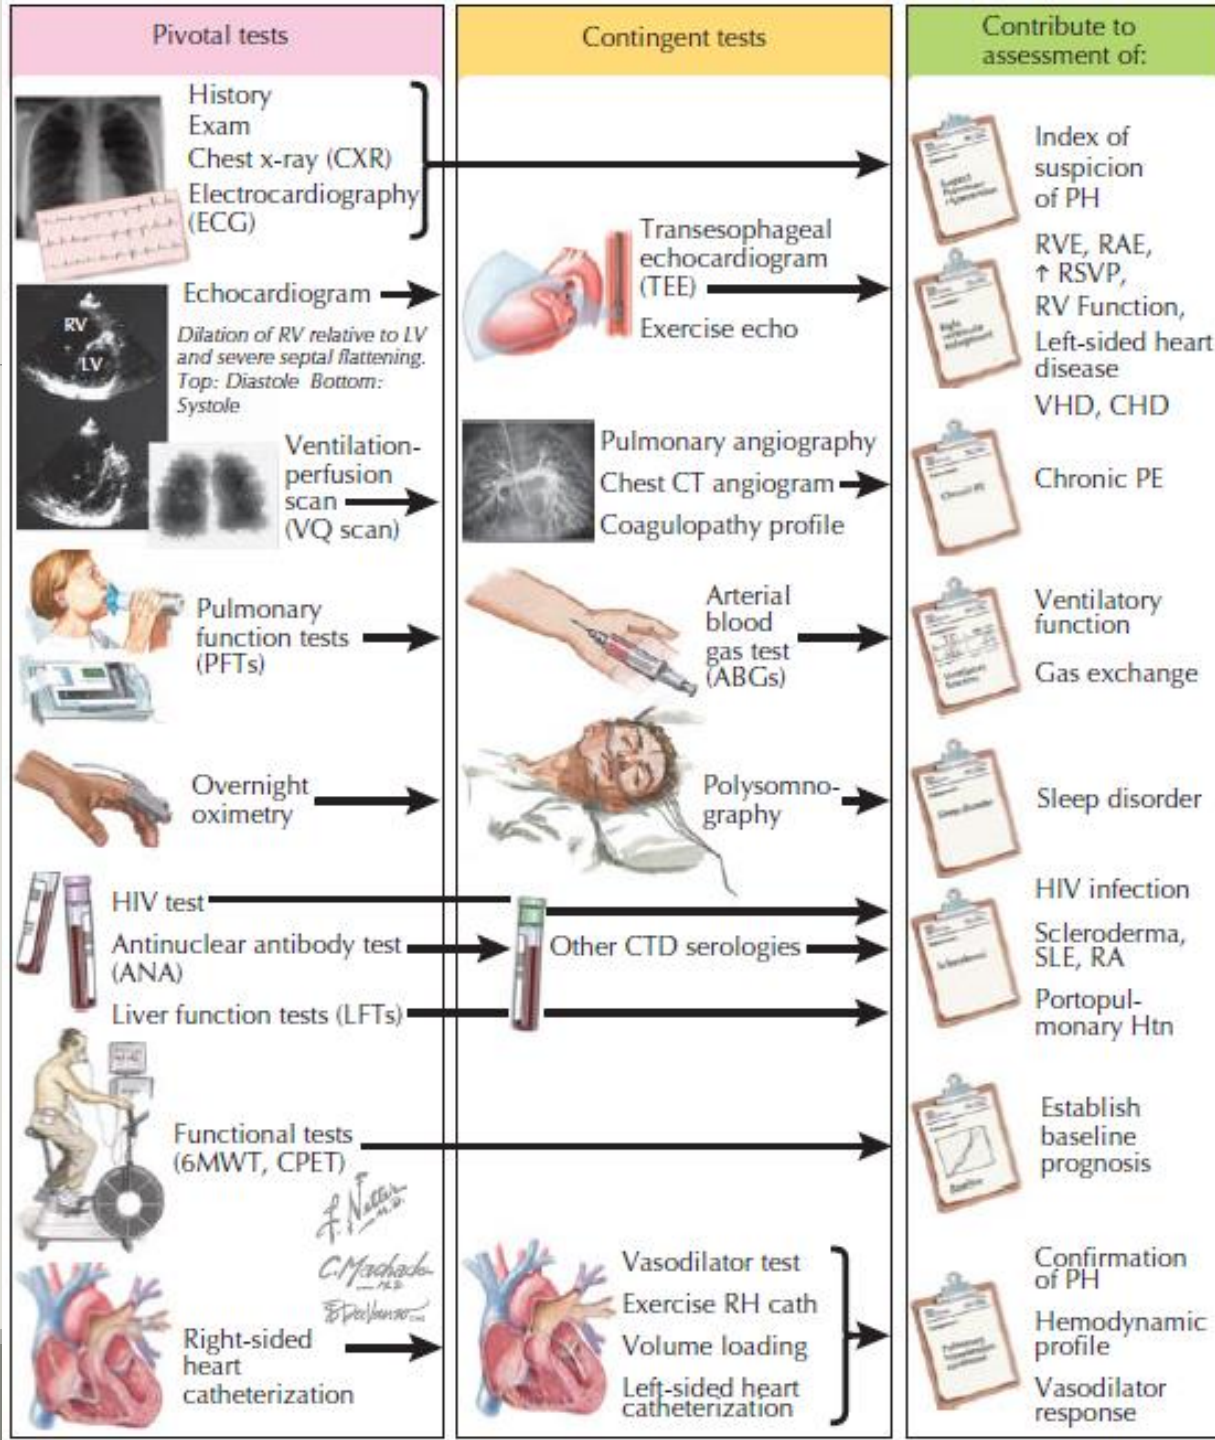 Pivotal tests
Contingent tests
Contribute to
assessment of:
History
Exam
Chest x-ray (CXR)
Electrocardiography
(ECG)
Index of
suspicion
of PH
Transesophageal
echocardiogram
(TEE)
Exercise echo
Echocardiogram
Dilation of RV relative to LV
and severe septal flattening.
Top: Diastole Bottom:
Systole
RV
LV
RVE, RAE,
↑ RSVP,
RV Function,
Left-sided heart
disease
VHD, CHD
Ventilation-
perfusion
scan
(VQ scan)
Pulmonary angiography
Chest CT angiogram
Coagulopathy profile
Chronic PE
Chronic PE
Pulmonary
function tests
(PFTs)
Arterial
blood
gas test
(ABGs)
Ventilatory
function
Gas exchange
Overnight
oximetry
Polysomno-
graphy
Sleep disorder
Sleep disorder
HIV test
Antinuclear antibody test
(ANA)
Liver function tests (LFTs)
Other CTD serologies
HIV infection
Scleroderma,
SLE, RA
Portopul-
monary Htn
Functional tests
(6MWT, CPET)
Establish
baseline
prognosis
F. Netter
M.D.
C. Machado
M.D.
Right-sided
heart
catheterization
Vasodilator test
Exercise RH cath
Volume loading
Left-sided heart
catheterization
Confirmation
of PH
Hemodynamic
profile
Vasodilator
response